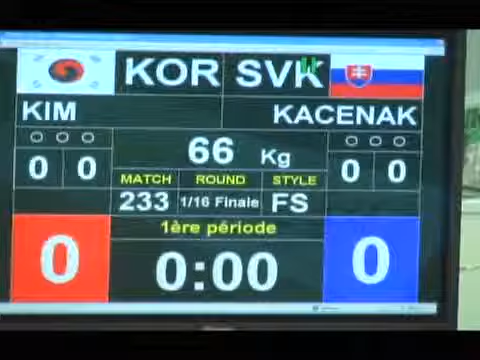 KOR SVK
KIM KACENAK
66 Kg
0 0 0 0
MATCH ROUND STYLE
233 1/16 Finale FS
1ère période
0 0:00 0